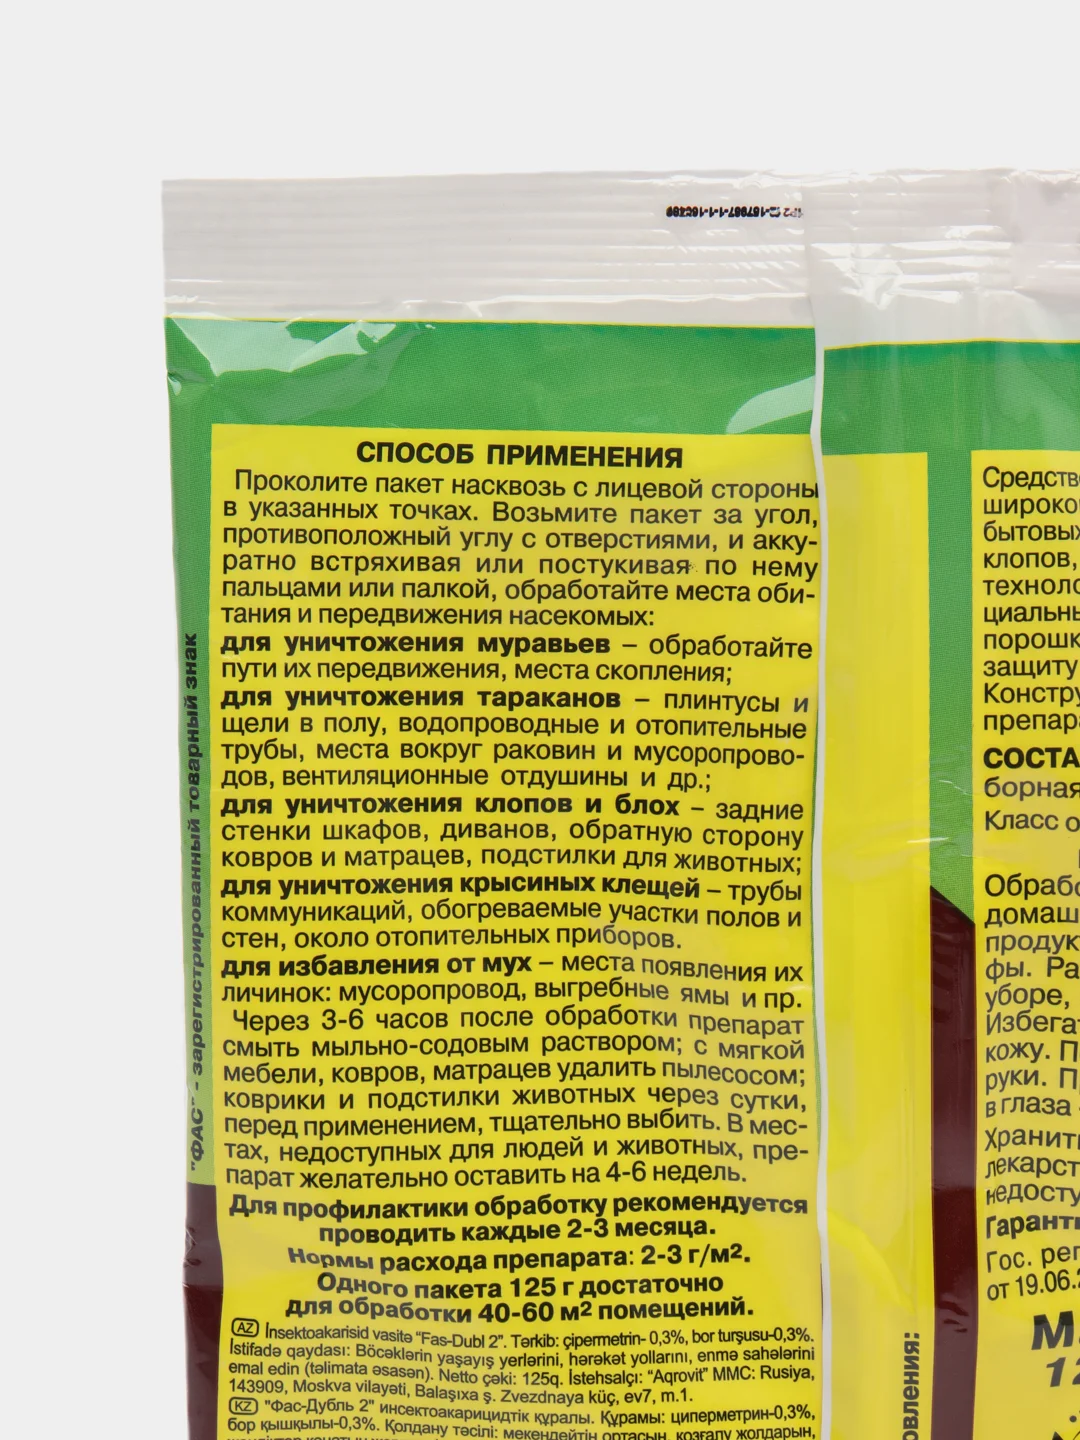 СПОСОБ ПРИМЕНЕНИЯ
Проколите пакет насквозь с лицевой стороны
в указанных точках. Возьмите пакет за угол,
противоположный углу с отверстиями, и акку-
ратно встряхивая или постукивая по нему
пальцами или палкой, обработайте места оби-
тания и передвижения насекомых:
для уничтожения муравьев – обработайте
пути их передвижения, места скопления;
для уничтожения тараканов – плинтусы и
щели в полу, водопроводные и отопительные
трубы, места вокруг раковин и мусоропрово-
дов, вентиляционные отдушины и др.;
для уничтожения клопов и блох – задние
стенки шкафов, диванов, обратную сторону
ковров и матрацев, подстилки для животных;
для уничтожения крысиных клещей – трубы
коммуникаций, обогреваемые участки полов и
стен, около отопительных приборов.
для избавления от мух – места появления их
личинок: мусоропровод, выгребные ямы и пр.
Через 3-6 часов после обработки препарат
смыть мыльно-содовым раствором; с мягкой
мебели, ковров, матрацев удалить пылесосом;
коврики и подстилки животных через сутки,
перед применением, тщательно выбить. В мес-
тах, недоступных для людей и животных, пре-
парат желательно оставить на 4-6 недель.
Для профилактики обработку рекомендуется
проводить каждые 2-3 месяца.
Нормы расхода препарата: 2-3 г/м².
Одного пакета 125 г достаточно
для обработки 40-60 м² помещений.
AZ İnsektoakarisid vasitə “Fas-Dubl 2”. Tərkib: çipermetrin- 0,3%, bor turşusu-0,3%.
İstifadə qaydası: Böcəklərin yaşayış yerlərini, hərəkət yollarını, enmə sahələrini
emal edin (təlimata əsasən). Netto çəki: 125q. İstehsalçı: “Aqrovit” MMC: Rusiya,
143909, Moskva vilayəti, Balaşıxa ş. Zvezdnaya küç, ev7, m.1.
KZ "Фас-Дубль 2" инсектоакарицидтік құралы. Құрамы: циперметрин-0,3%,
бор қышқылы-0,3%. Қолдану тәсілі: мекендейтін ортасын, қозғалу жолдарын,
"ФАС" - зарегистрированный товарный знак
Средств
широко
бытовых
клопов,
техноло
циальны
порошк
защиту
Констру
препара
СОСТА
борная
Класс о
Обрабо
домаш
продук
фы. Ра
уборе,
Избегат
кожу. П
руки. П
в глаза
Хранить
лекарст
недосту
Гаранти
Гос. рег
от 19.06.2
Ма
12
овления: